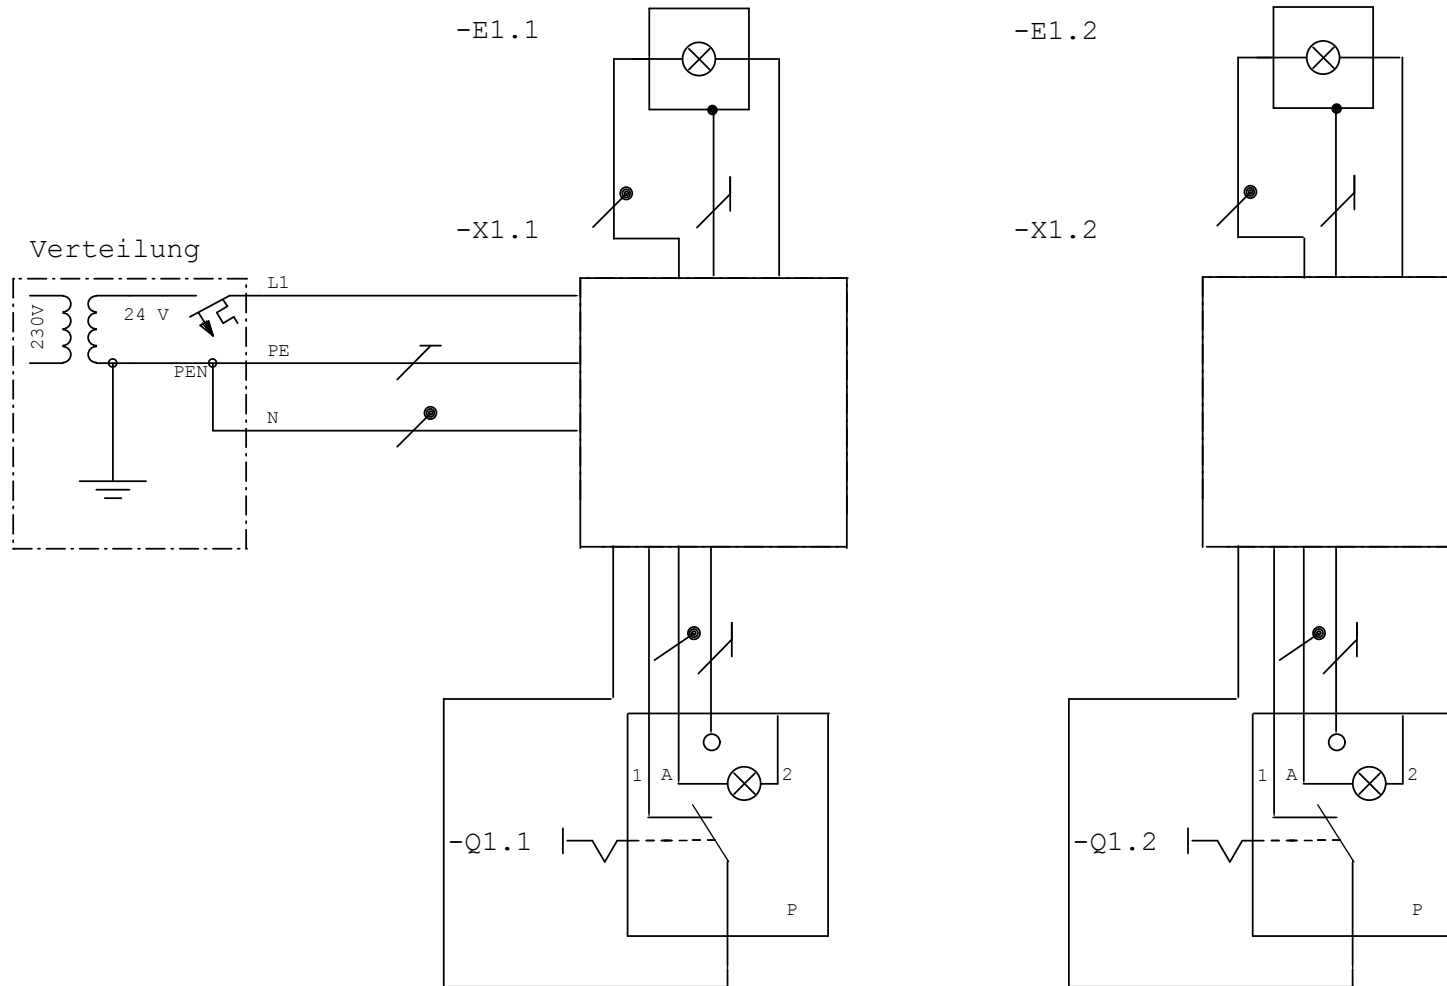 -E1.1
-E1.2
-X1.1
-X1.2
Verteilung
L1
230V
24 V
PE
PEN
N
1 A 2
1 A 2
-Q1.1
-Q1.2
P
P